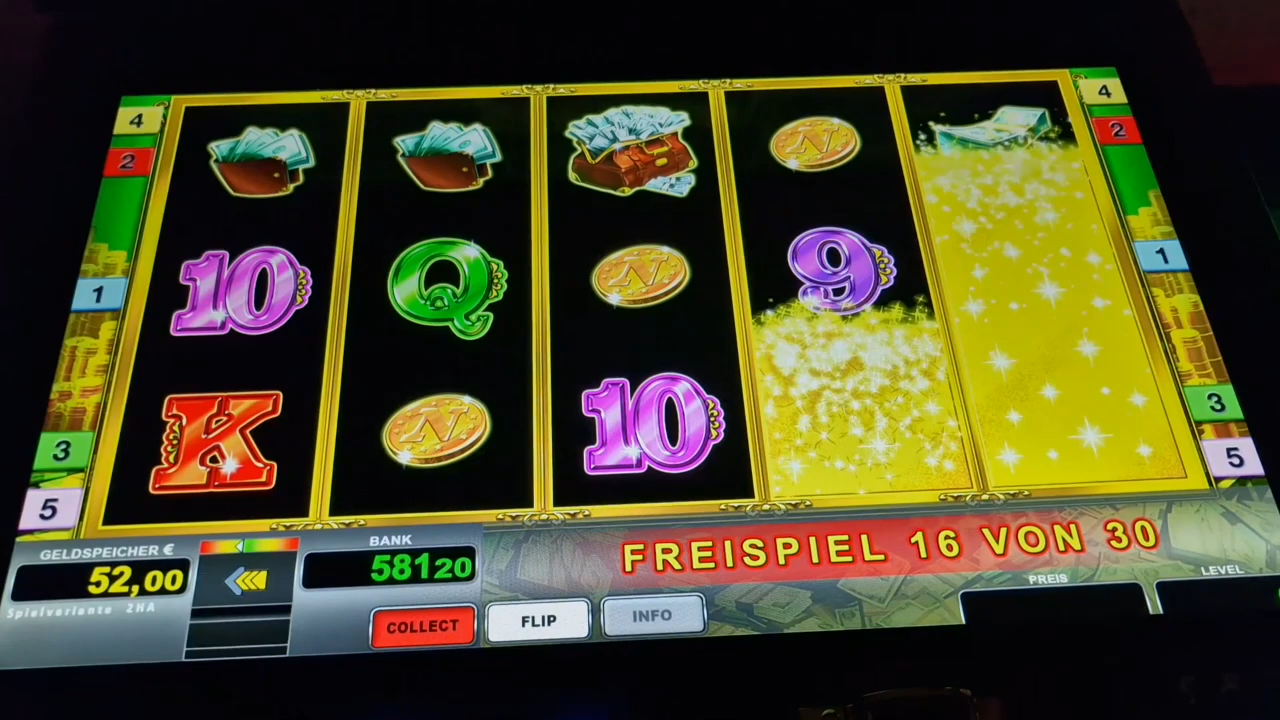 4 4
2 2
N
10 Q N 9
1 1
K N 10
3 3
5 5
GELDSPEICHER € BANK
52,00 58120 FREISPIEL 16 VON 30
Spielvariante ZHA
COLLECT FLIP INFO PREIS LEVEL